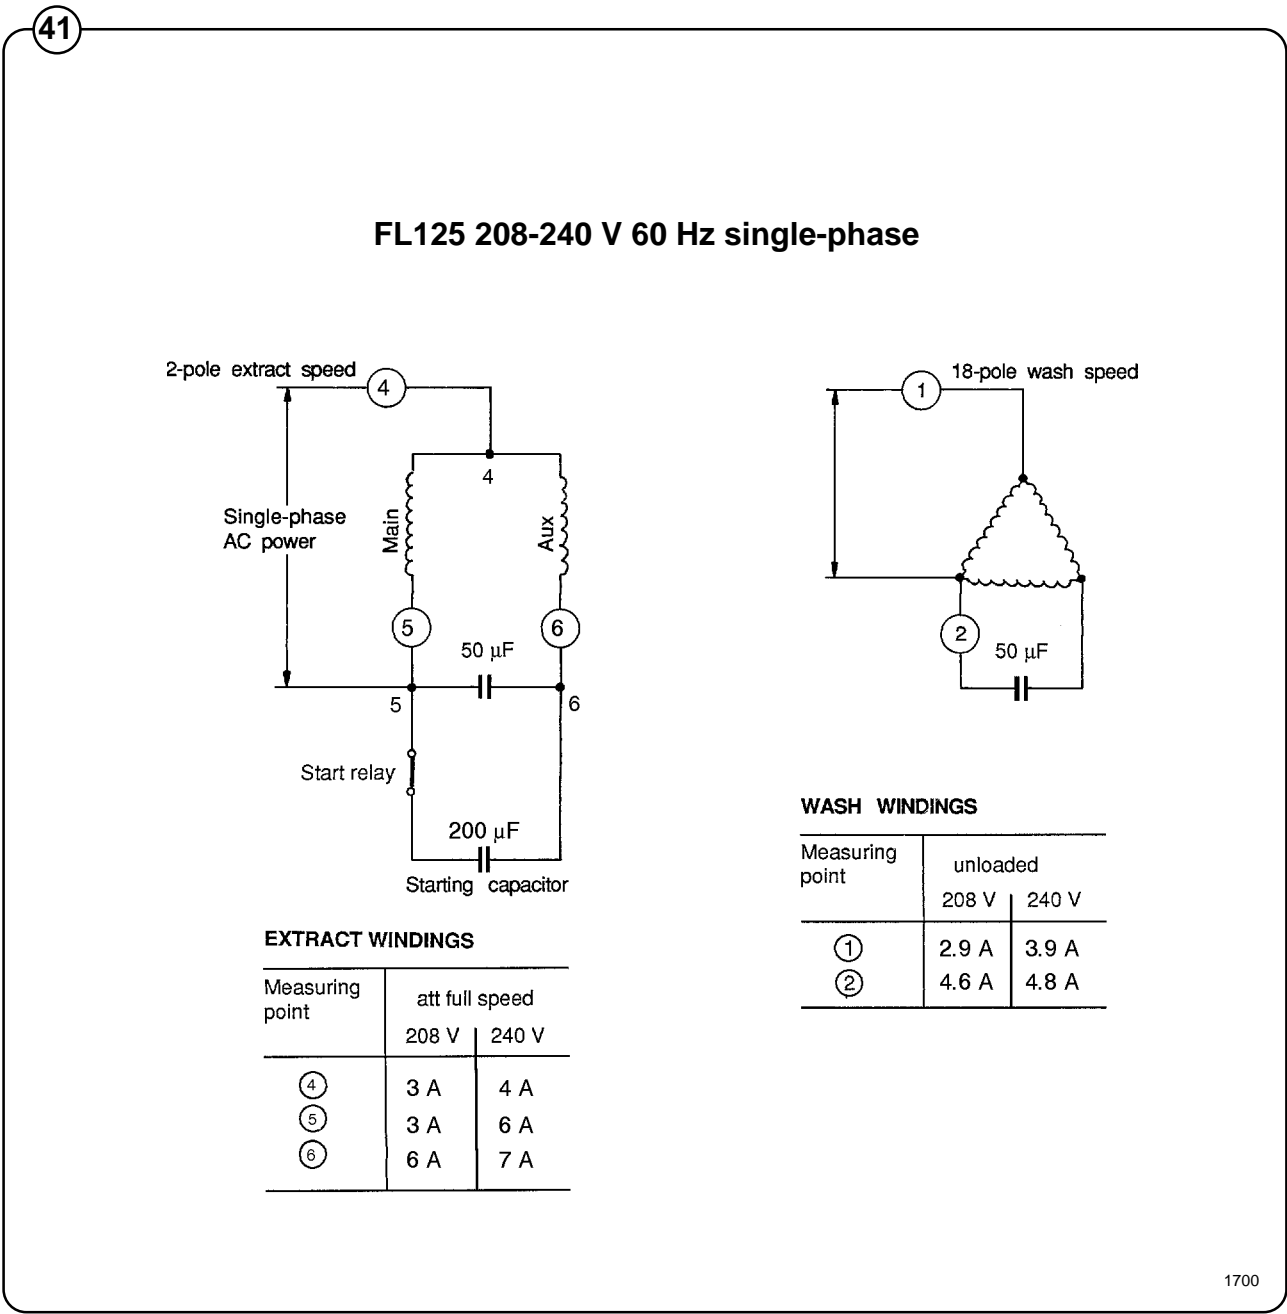 41
FL125 208-240 V 60 Hz single-phase
2-pole extract speed
4
4
Single-phase
AC power
Main
Aux
5
6
50 µF
5
6
Start relay
200 µF
Starting capacitor
18-pole wash speed
1
2
50 µF
EXTRACT WINDINGS
Measuring
point
att full speed
208 V 240 V
4 3 A 4 A
5 3 A 6 A
6 6 A 7 A
WASH WINDINGS
Measuring
point
unloaded
208 V 240 V
1 2.9 A 3.9 A
2 4.6 A 4.8 A
1700